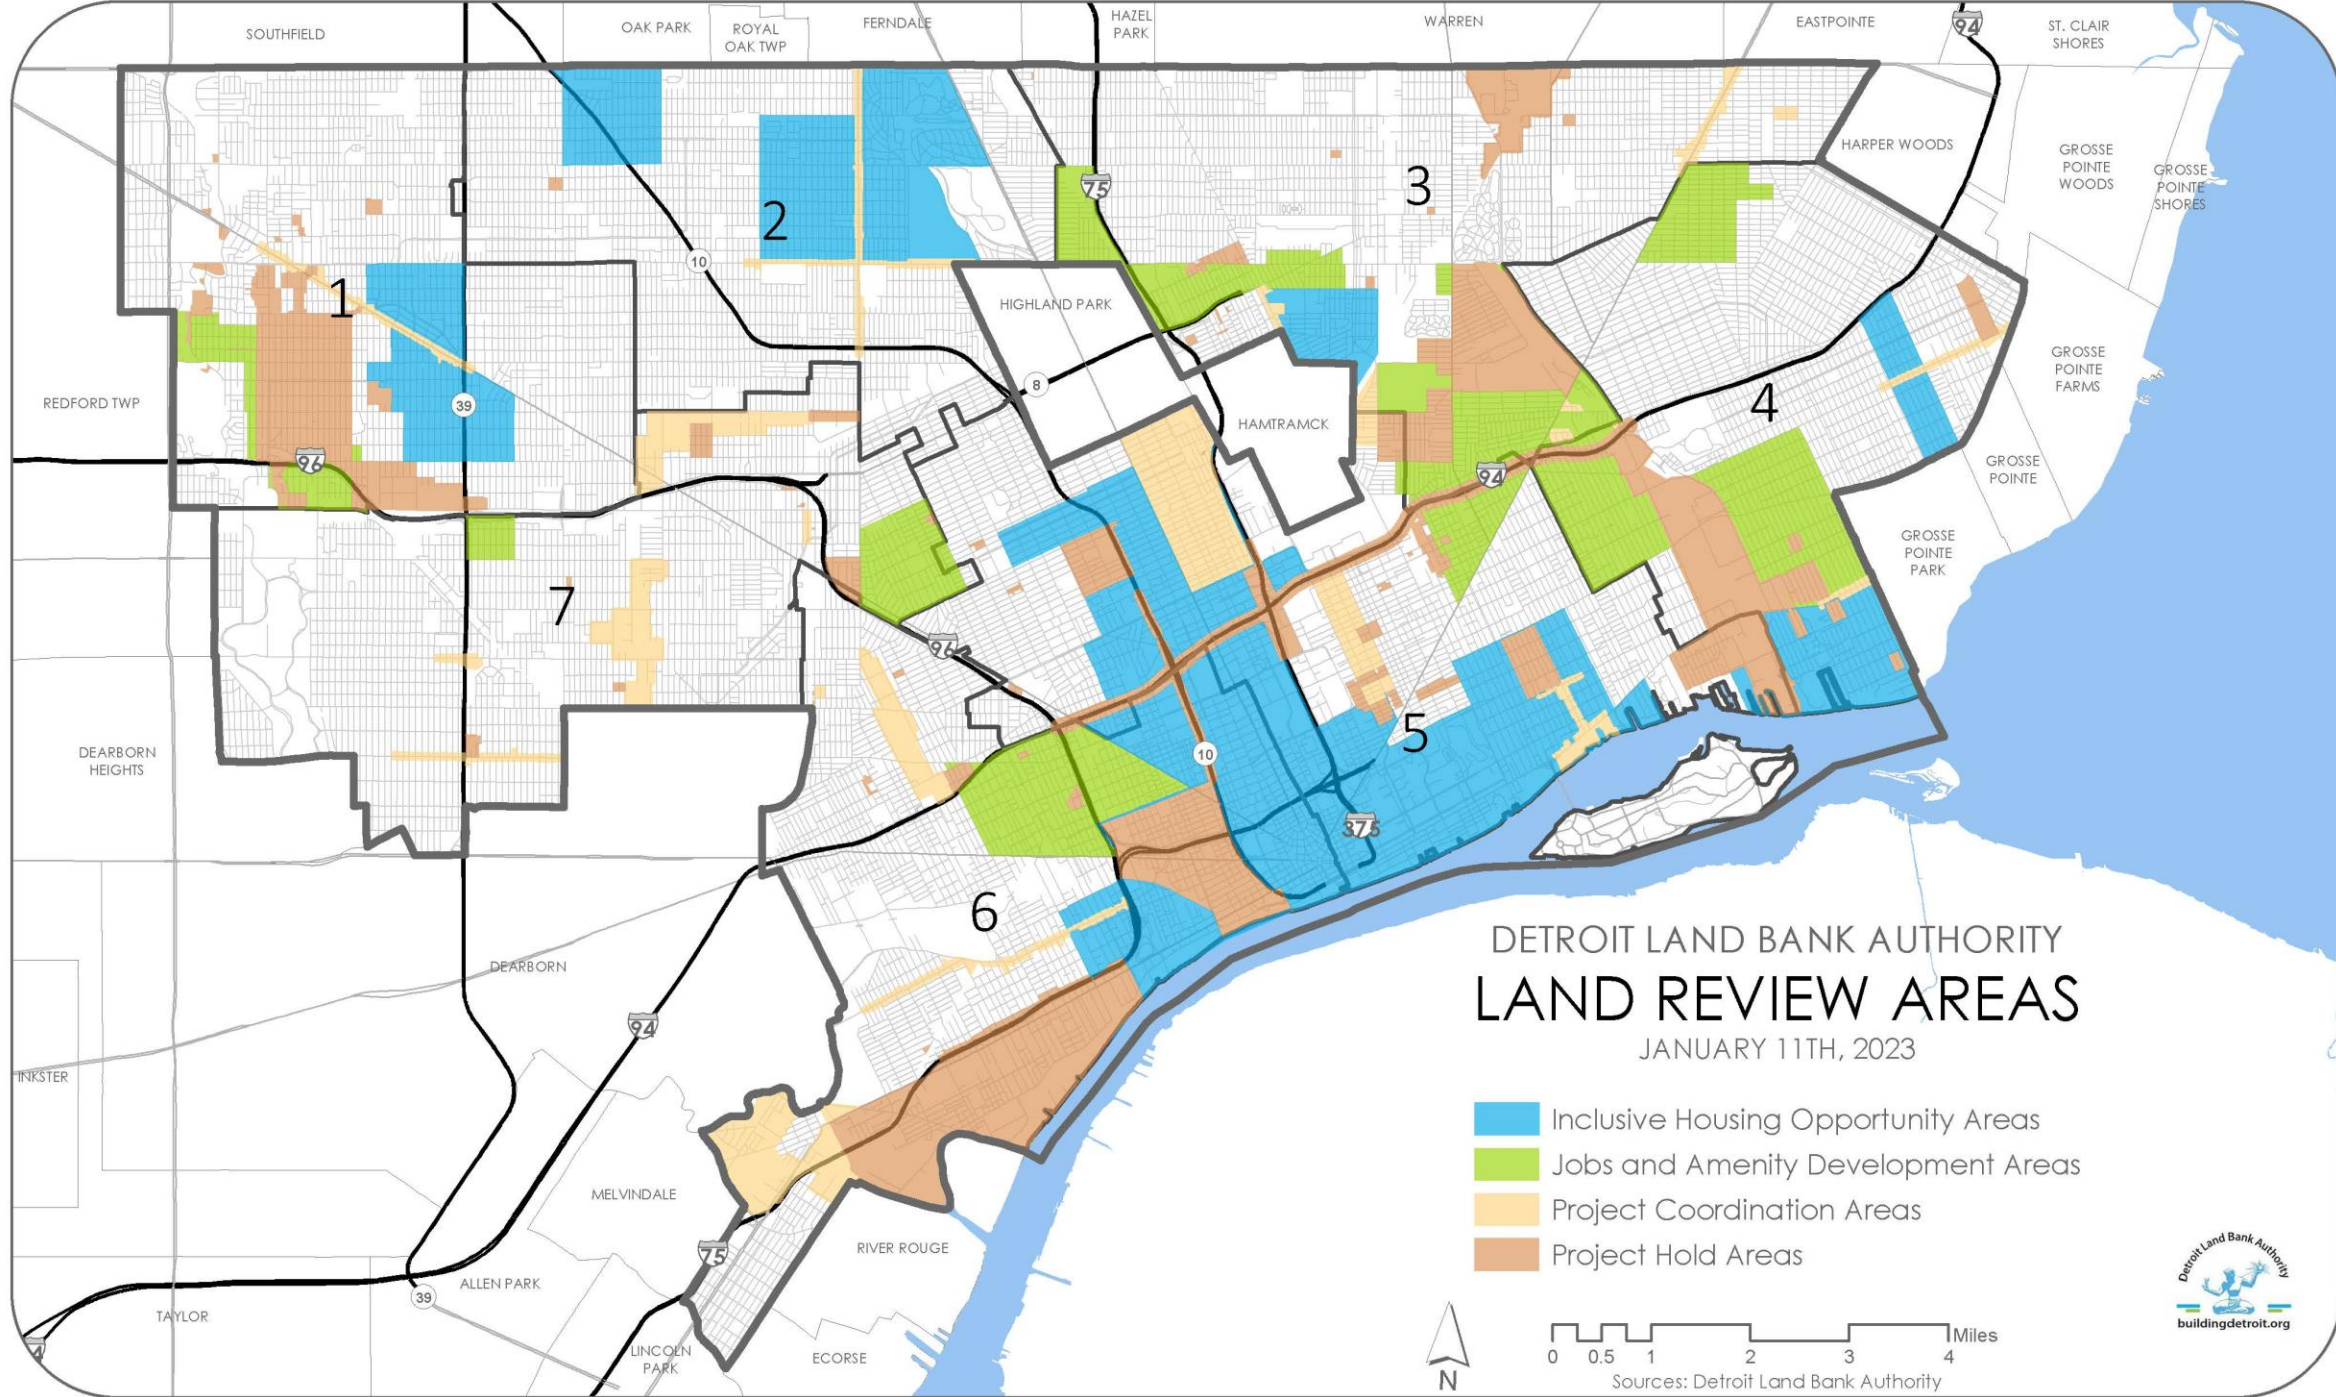 SOUTHFIELD
OAK PARK
ROYAL
OAK TWP
FERNDALE
HAZEL
PARK
WARREN
EASTPOINTE
94
ST. CLAIR
SHORES
HARPER WOODS
GROSSE
POINTE
WOODS
GROSSE
POINTE
SHORES
75
3
2
10
1
HIGHLAND PARK
8
39
REDFORD TWP
HAMTRAMCK
4
GROSSE
POINTE
FARMS
96
94
GROSSE
POINTE
GROSSE
POINTE
PARK
7
96
5
10
DEARBORN
HEIGHTS
375
6
DEARBORN
94
INKSTER
MELVINDALE
75
RIVER ROUGE
ALLEN PARK
39
TAYLOR
LINCOLN
PARK
ECORSE
DETROIT LAND BANK AUTHORITY
LAND REVIEW AREAS
JANUARY 11TH, 2023
Inclusive Housing Opportunity Areas
Jobs and Amenity Development Areas
Project Coordination Areas
Project Hold Areas
N
Miles
0 0.5 1 2 3 4
Sources: Detroit Land Bank Authority
Detroit Land Bank Authority
buildingdetroit.org